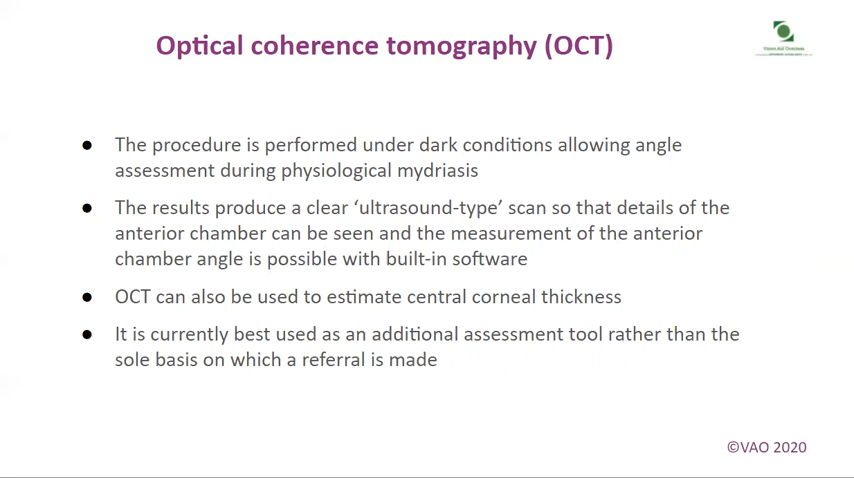 Optical coherence tomography (OCT)
Vision Aid Overseas
● The procedure is performed under dark conditions allowing angle
assessment during physiological mydriasis
● The results produce a clear ‘ultrasound-type’ scan so that details of the
anterior chamber can be seen and the measurement of the anterior
chamber angle is possible with built-in software
● OCT can also be used to estimate central corneal thickness
● It is currently best used as an additional assessment tool rather than the
sole basis on which a referral is made
©VAO 2020